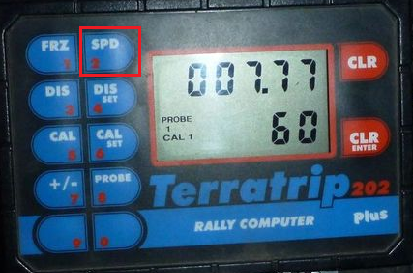 FRZ 1 SPD 2 007.77 CLR
DIS 3 DIS SET 4
PROBE
1
CAL 1
60
CAL 5 CAL SET 6 CLR
ENTER
+/- 7 PROBE 8 Terratrip 202
9 0 RALLY COMPUTER Plus